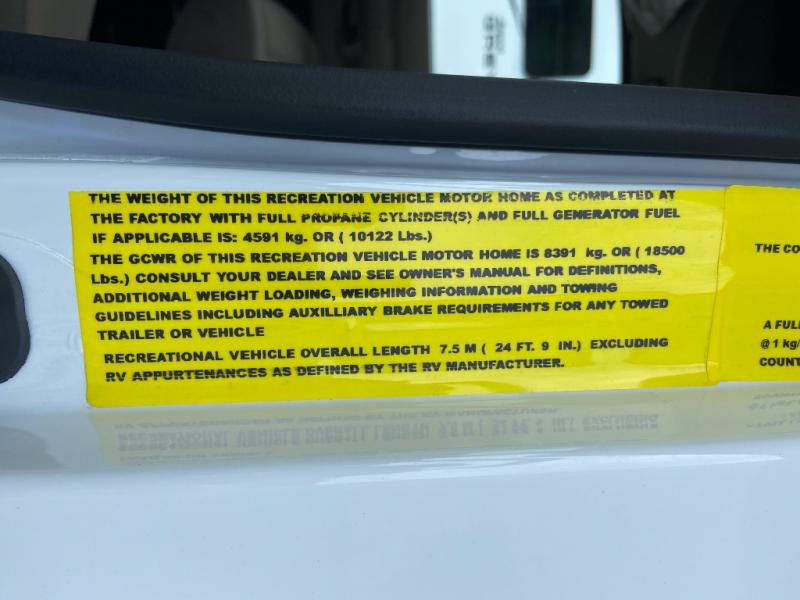 THE WEIGHT OF THIS RECREATION VEHICLE MOTOR HOME AS COMPLETED AT
THE FACTORY WITH FULL PROPANE CYLINDER(S) AND FULL GENERATOR FUEL
IF APPLICABLE IS: 4591 kg. OR ( 10122 Lbs.)
THE GCWR OF THIS RECREATION VEHICLE MOTOR HOME IS 8391 kg. OR ( 18500
Lbs.) CONSULT YOUR DEALER AND SEE OWNER'S MANUAL FOR DEFINITIONS,
ADDITIONAL WEIGHT LOADING, WEIGHING INFORMATION AND TOWING
GUIDELINES INCLUDING AUXILLIARY BRAKE REQUIREMENTS FOR ANY TOWED
TRAILER OR VEHICLE
RECREATIONAL VEHICLE OVERALL LENGTH 7.5 M ( 24 FT. 9 IN.) EXCLUDING
RV APPURTENANCES AS DEFINED BY THE RV MANUFACTURER.
THE CO
A FULL
@ 1 kg/
COUNT